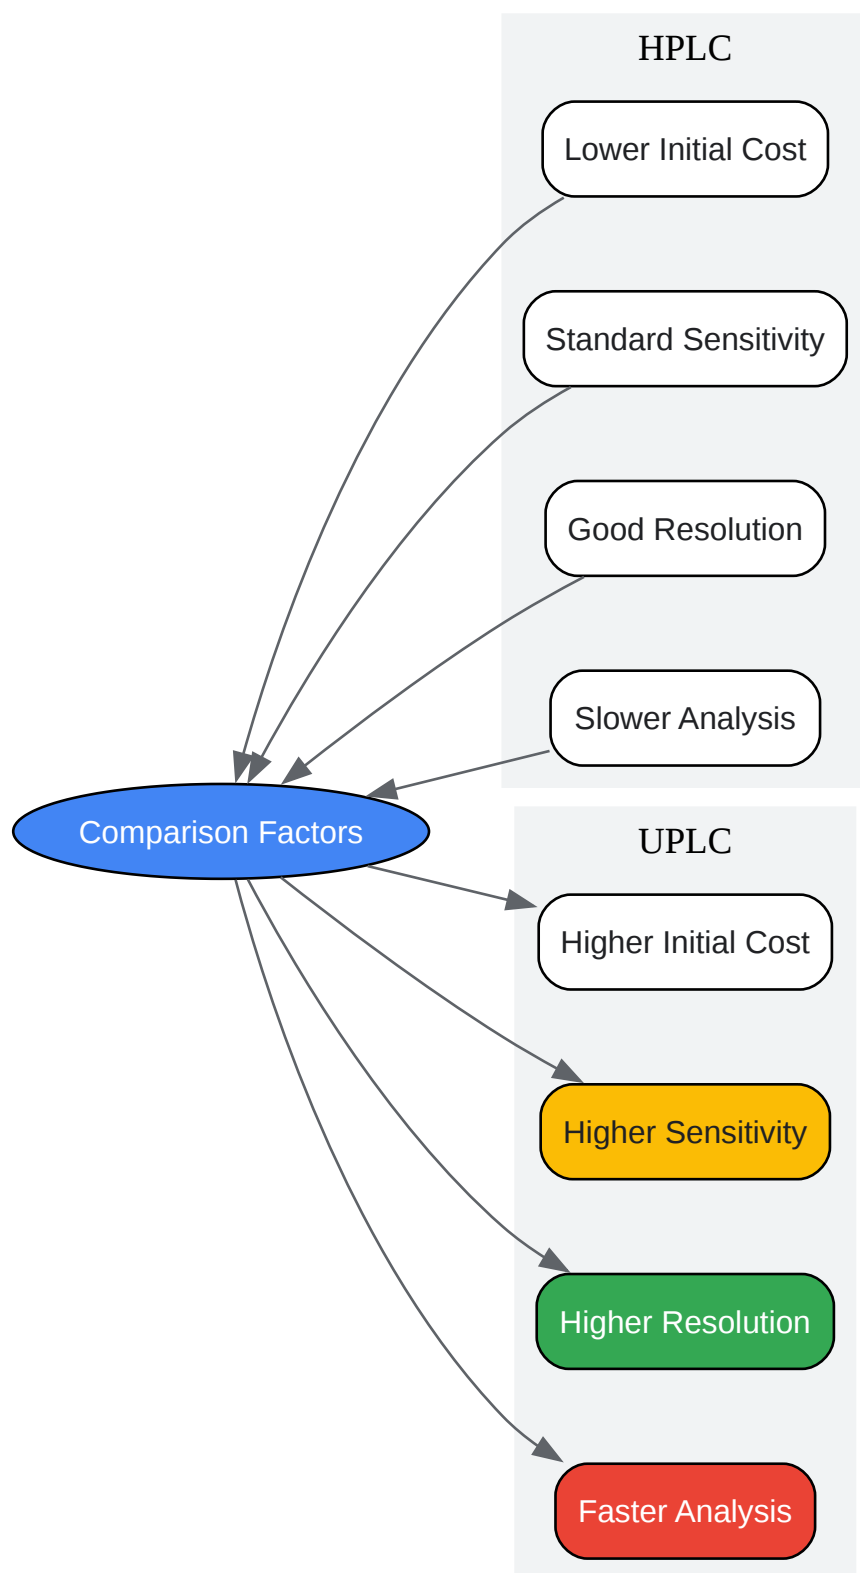 HPLC
Lower Initial Cost
Standard Sensitivity
Good Resolution
Slower Analysis
Comparison Factors
UPLC
Higher Initial Cost
Higher Sensitivity
Higher Resolution
Faster Analysis